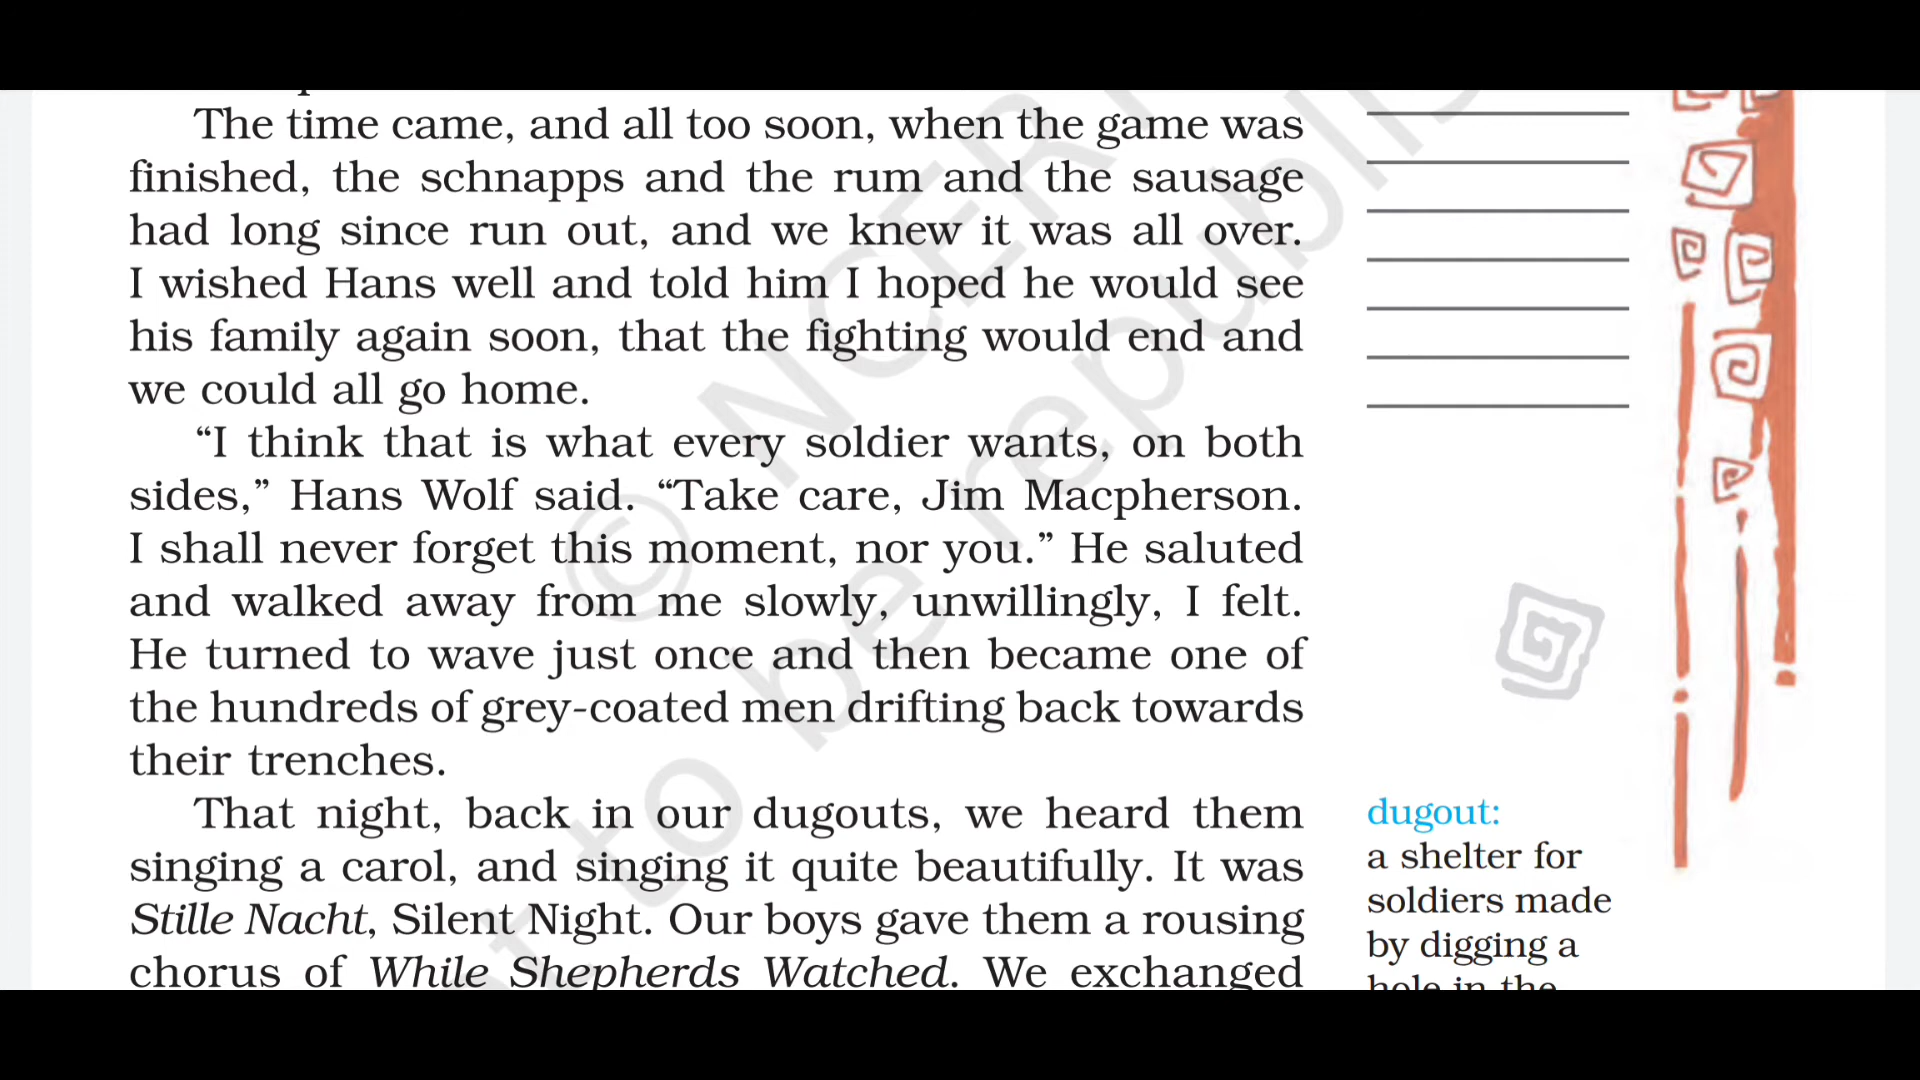 The time came, and all too soon, when the game was
finished, the schnapps and the rum and the sausage
had long since run out, and we knew it was all over.
I wished Hans well and told him I hoped he would see
his family again soon, that the fighting would end and
we could all go home.
“I think that is what every soldier wants, on both
sides,” Hans Wolf said. “Take care, Jim Macpherson.
I shall never forget this moment, nor you.” He saluted
and walked away from me slowly, unwillingly, I felt.
He turned to wave just once and then became one of
the hundreds of grey-coated men drifting back towards
their trenches.
That night, back in our dugouts, we heard them
singing a carol, and singing it quite beautifully. It was
Stille Nacht, Silent Night. Our boys gave them a rousing
chorus of While Shepherds Watched. We exchanged
dugout:
a shelter for
soldiers made
by digging a
hole in the
© NCERT
to be republis